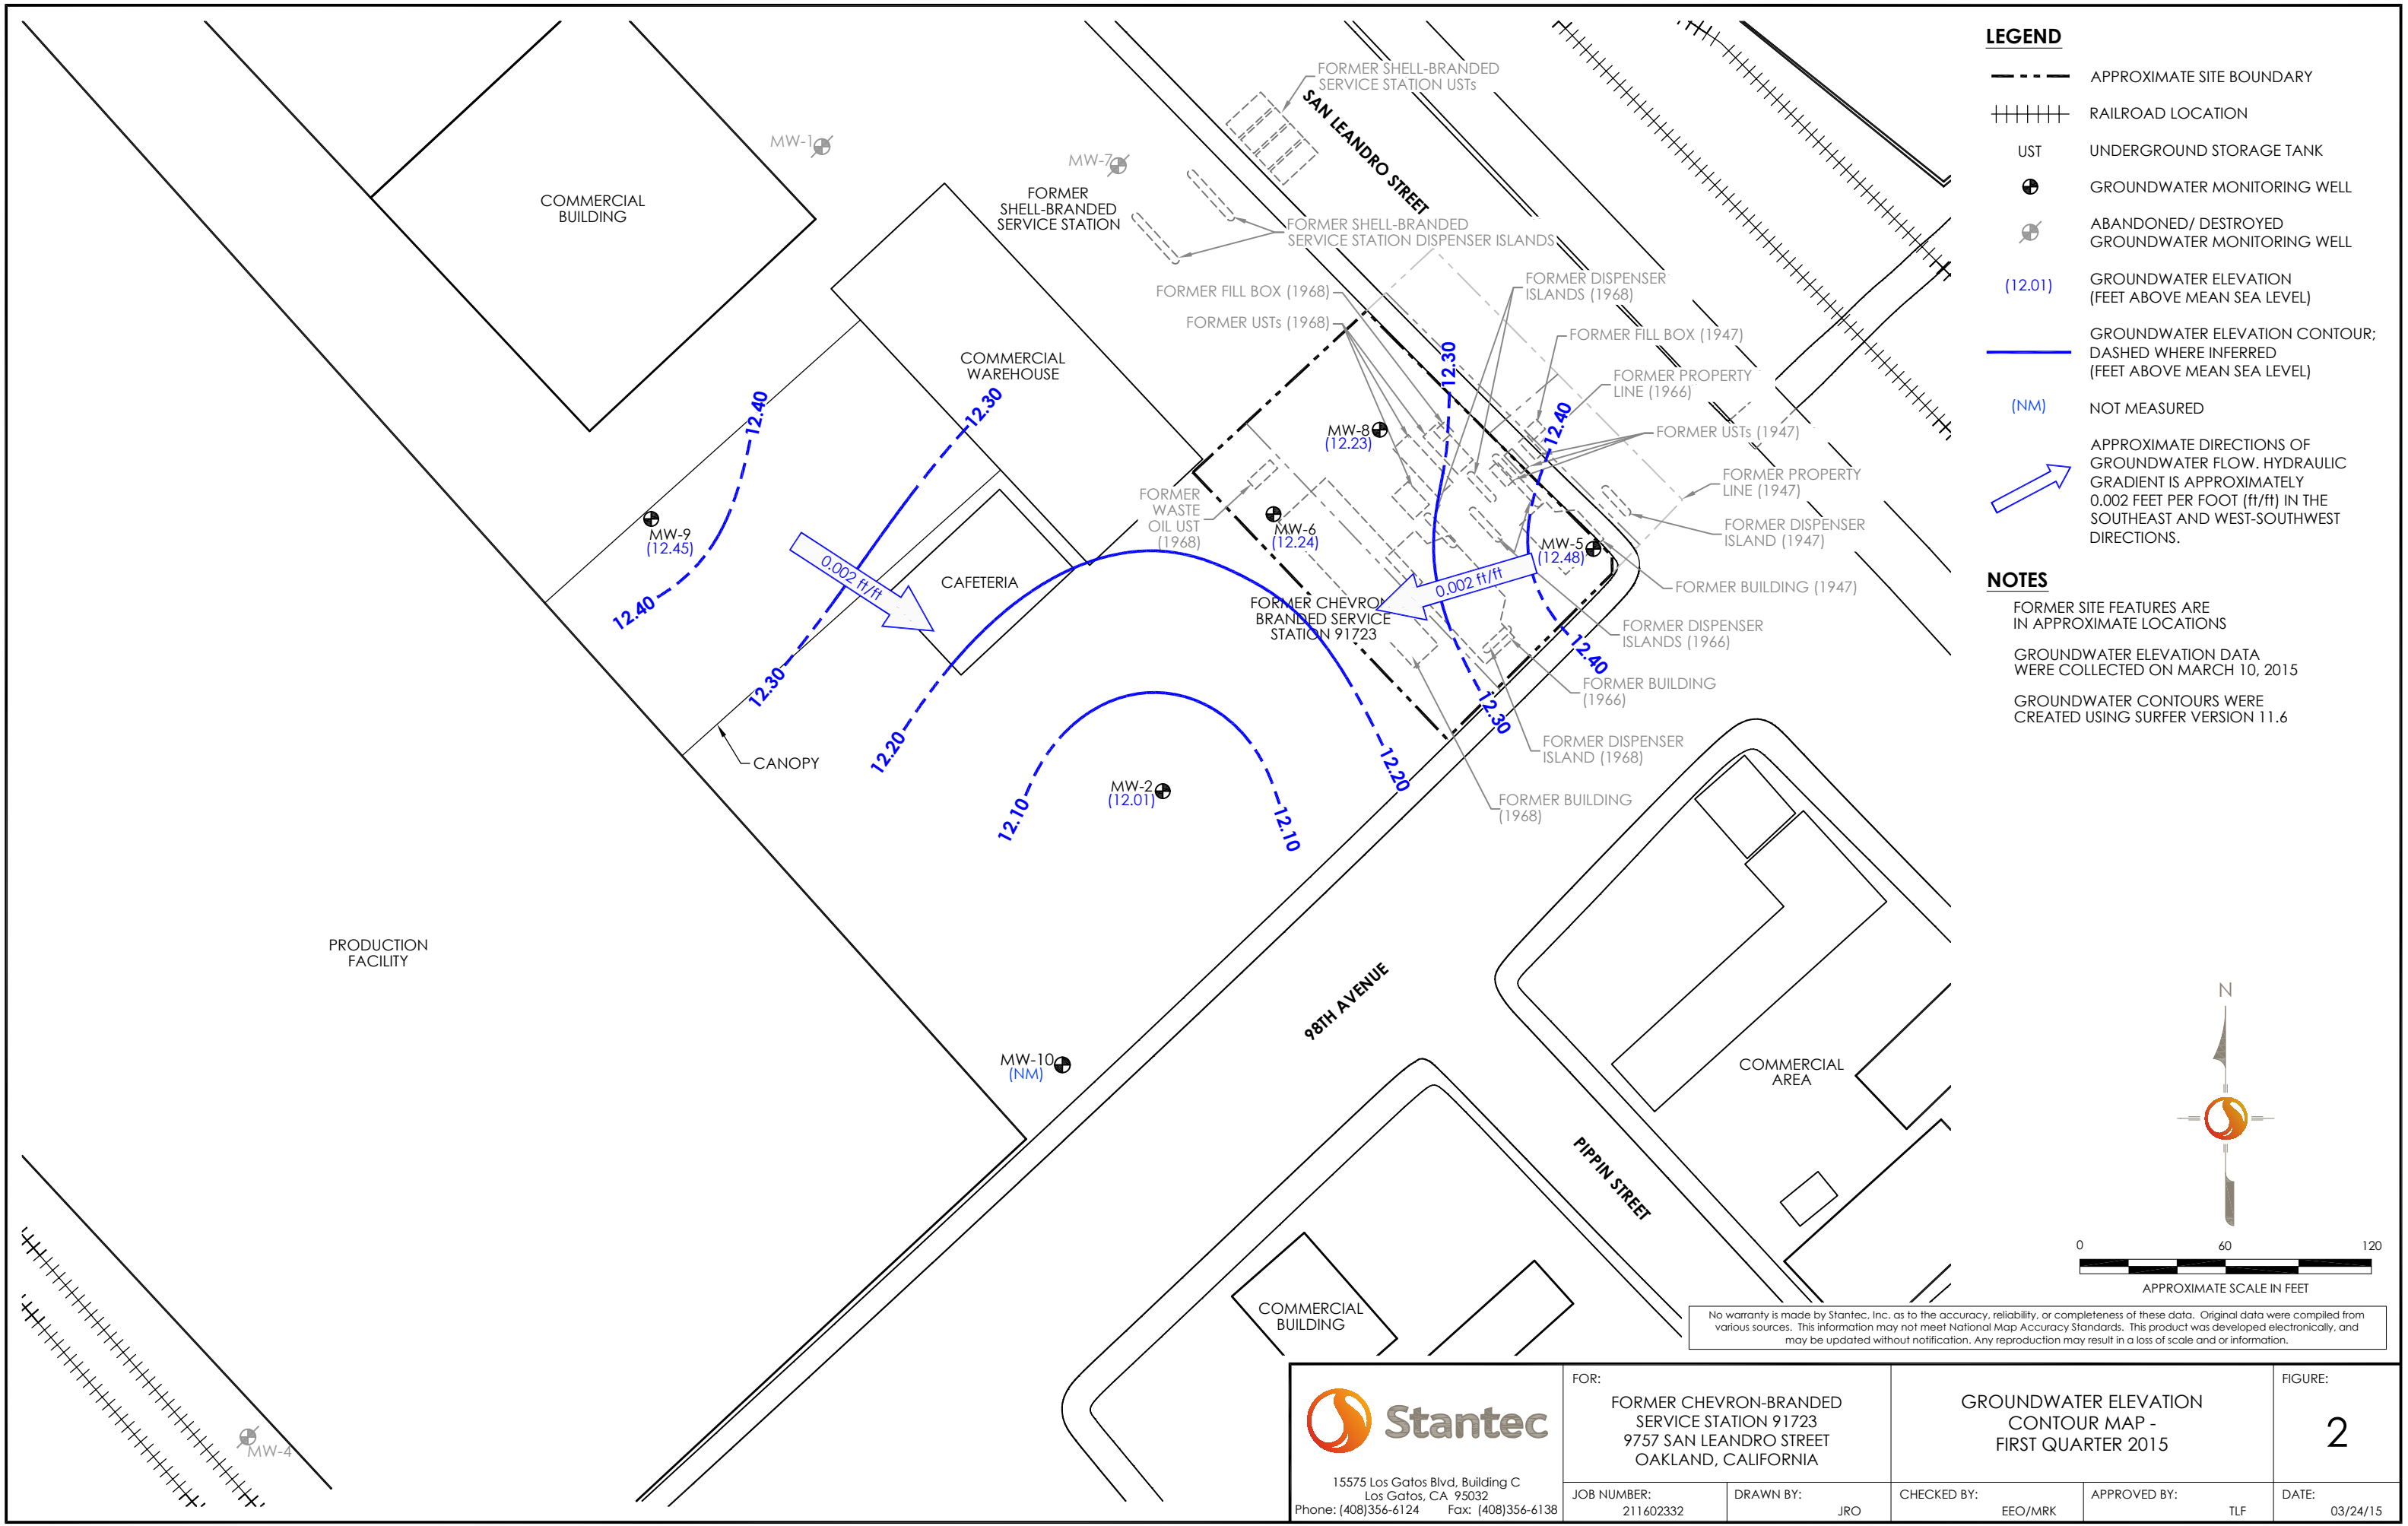 FORMER SHELL-BRANDED
SERVICE STATION USTs
SAN LEANDRO STREET
MW-1
MW-7
COMMERCIAL
BUILDING
FORMER
SHELL-BRANDED
SERVICE STATION
FORMER SHELL-BRANDED
SERVICE STATION DISPENSER ISLANDS
FORMER FILL BOX (1968)
FORMER DISPENSER
ISLANDS (1968)
FORMER USTs (1968)
FORMER FILL BOX (1947)
COMMERCIAL
WAREHOUSE
12.30
FORMER PROPERTY
LINE (1966)
12.40
12.30
12.40
MW-8
(12.23)
FORMER USTs (1947)
FORMER PROPERTY
LINE (1947)
FORMER
WASTE
OIL UST
(1968)
MW-9
(12.45)
MW-6
(12.24)
MW-5
(12.48)
FORMER DISPENSER
ISLAND (1947)
0.002 ft/ft
0.002 ft/ft
CAFETERIA
FORMER BUILDING (1947)
12.40
FORMER CHEVRON
BRANDED SERVICE
STATION 91723
FORMER DISPENSER
ISLANDS (1966)
12.40
12.30
FORMER BUILDING
(1966)
12.30
12.20
CANOPY
FORMER DISPENSER
ISLAND (1968)
12.20
MW-2
(12.01)
12.10
12.10
FORMER BUILDING
(1968)
PRODUCTION
FACILITY
98TH AVENUE
MW-10
(NM)
COMMERCIAL
AREA
PIPPIN STREET
COMMERCIAL
BUILDING
MW-4
LEGEND
APPROXIMATE SITE BOUNDARY
RAILROAD LOCATION
UST UNDERGROUND STORAGE TANK
GROUNDWATER MONITORING WELL
ABANDONED/ DESTROYED
GROUNDWATER MONITORING WELL
(12.01) GROUNDWATER ELEVATION
(FEET ABOVE MEAN SEA LEVEL)
GROUNDWATER ELEVATION CONTOUR;
DASHED WHERE INFERRED
(FEET ABOVE MEAN SEA LEVEL)
(NM) NOT MEASURED
APPROXIMATE DIRECTIONS OF
GROUNDWATER FLOW. HYDRAULIC
GRADIENT IS APPROXIMATELY
0.002 FEET PER FOOT (ft/ft) IN THE
SOUTHEAST AND WEST-SOUTHWEST
DIRECTIONS.
NOTES
FORMER SITE FEATURES ARE
IN APPROXIMATE LOCATIONS
GROUNDWATER ELEVATION DATA
WERE COLLECTED ON MARCH 10, 2015
GROUNDWATER CONTOURS WERE
CREATED USING SURFER VERSION 11.6
N
0 60 120
APPROXIMATE SCALE IN FEET
No warranty is made by Stantec, Inc. as to the accuracy, reliability, or completeness of these data. Original data were compiled from
various sources. This information may not meet National Map Accuracy Standards. This product was developed electronically, and
may be updated without notification. Any reproduction may result in a loss of scale and or information.
Stantec
15575 Los Gatos Blvd, Building C
Los Gatos, CA 95032
Phone: (408)356-6124 Fax: (408)356-6138
FOR:
FORMER CHEVRON-BRANDED
SERVICE STATION 91723
9757 SAN LEANDRO STREET
OAKLAND, CALIFORNIA
GROUNDWATER ELEVATION
CONTOUR MAP -
FIRST QUARTER 2015
FIGURE:
2
JOB NUMBER:
211602332
DRAWN BY:
JRO
CHECKED BY:
EEO/MRK
APPROVED BY:
TLF
DATE:
03/24/15